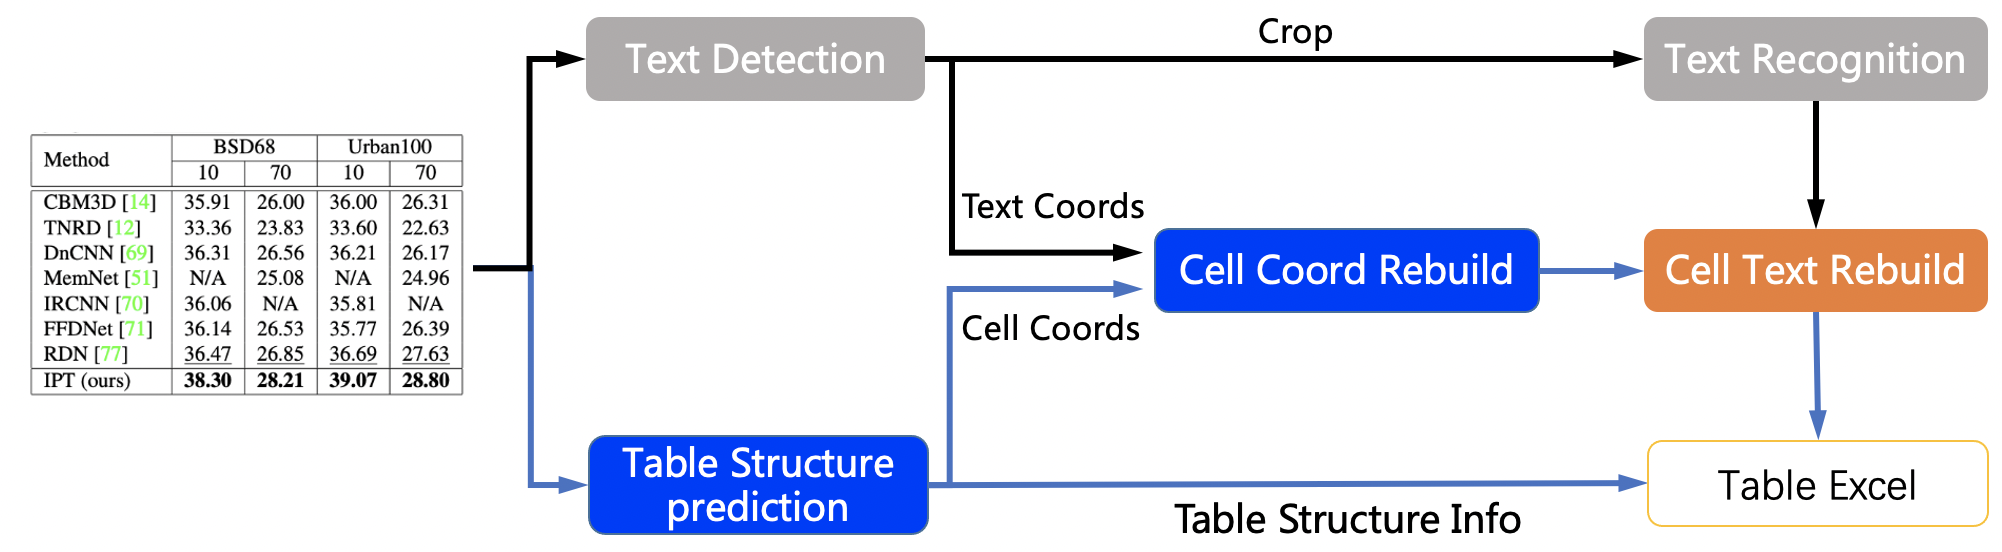 Text Detection
Crop
Text Recognition
Method BSD68 Urban100
10 70 10 70
CBM3D [14] 35.91 26.00 36.00 26.31
TNRD [12] 33.36 23.83 33.60 22.63
DnCNN [69] 36.31 26.56 36.21 26.17
MemNet [51] N/A 25.08 N/A 24.96
IRCNN [70] 36.06 N/A 35.81 N/A
FFDNet [71] 36.14 26.53 35.77 26.39
RDN [77] 36.47 26.85 36.69 27.63
IPT (ours) 38.30 28.21 39.07 28.80
Text Coords
Cell Coord Rebuild
Cell Text Rebuild
Cell Coords
Table Structure
prediction
Table Structure Info
Table Excel